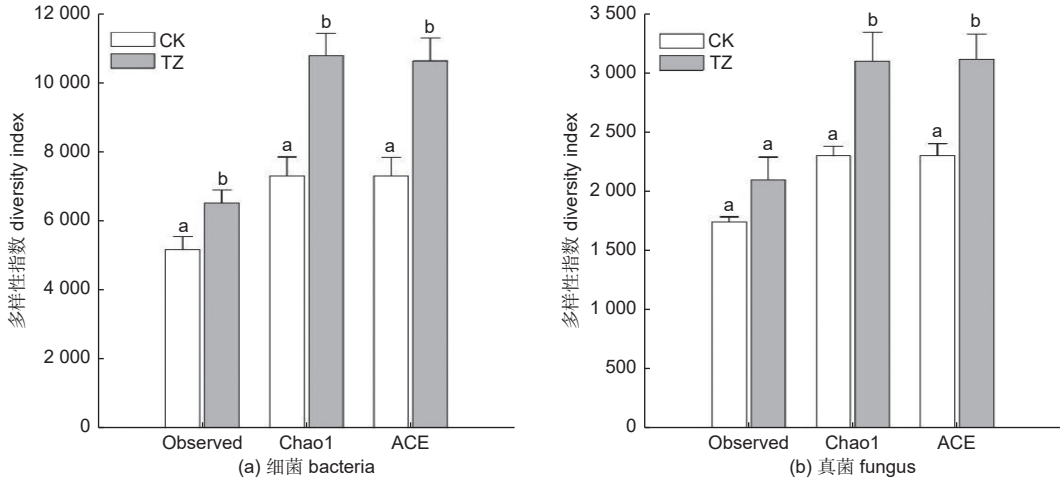 12 000
10 000
8 000
6 000
4 000
2 000
0
多样性指数 diversity index
CK
TZ
a
b
a
b
a
b
Observed
Chao1
ACE
(a) 细菌 bacteria
3 500
3 000
2 500
2 000
1 500
1 000
500
0
多样性指数 diversity index
CK
TZ
a
a
a
b
a
b
Observed
Chao1
ACE
(b) 真菌 fungus